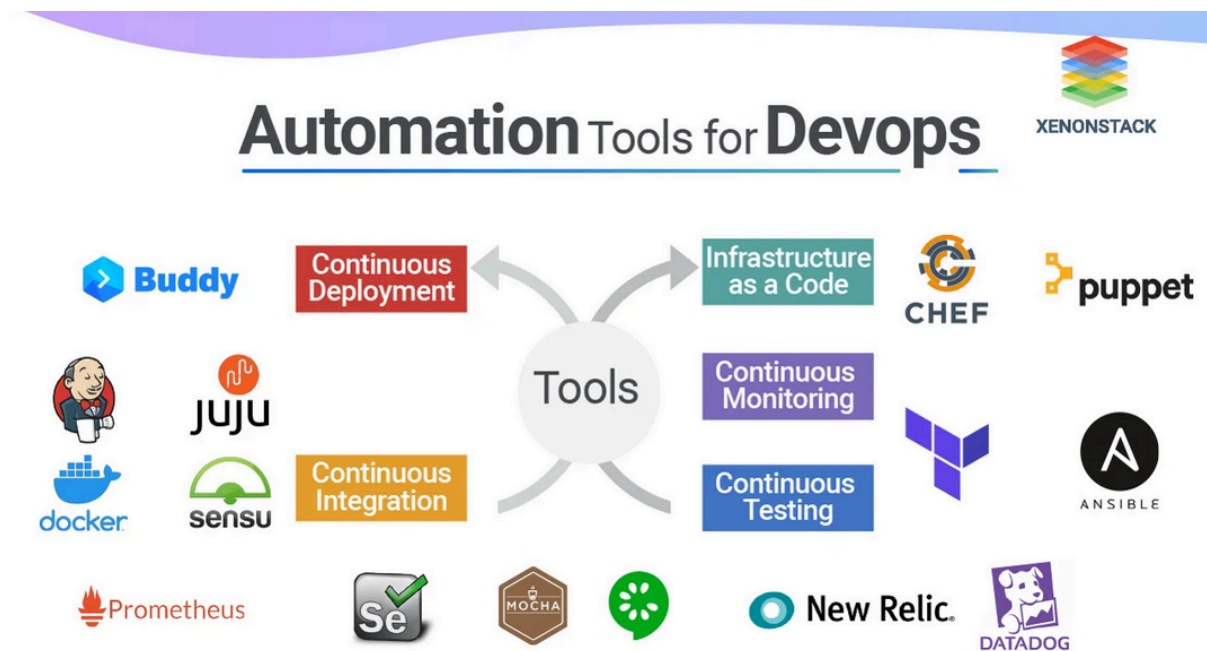 XENONSTACK
Automation Tools for Devops
Buddy
Continuous
Deployment
Infrastructure
as a Code
CHEF
puppet
JUJU
Tools
Continuous
Monitoring
docker
sensu
Continuous
Integration
Continuous
Testing
A
ANSIBLE
Prometheus
Se
MOCHA
New Relic.
DATADOG